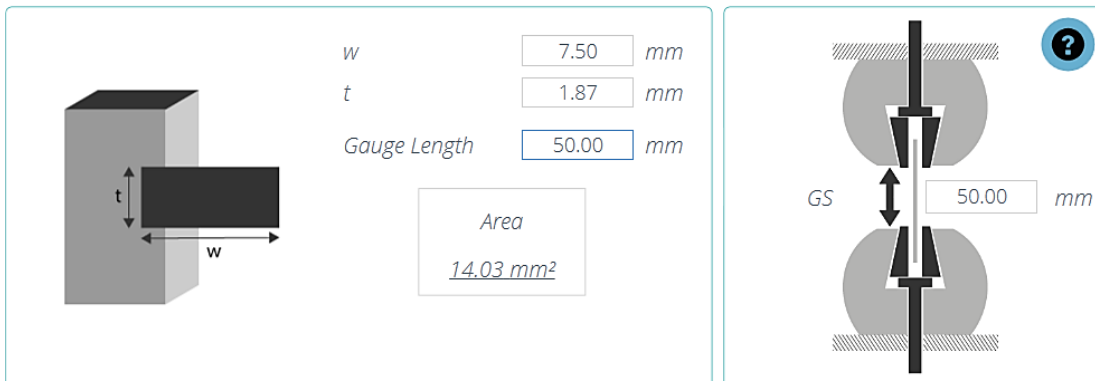 w 7.50 mm
t 1.87 mm
Gauge Length 50.00 mm
Area
14.03 mm²
t
w
?
GS 50.00 mm